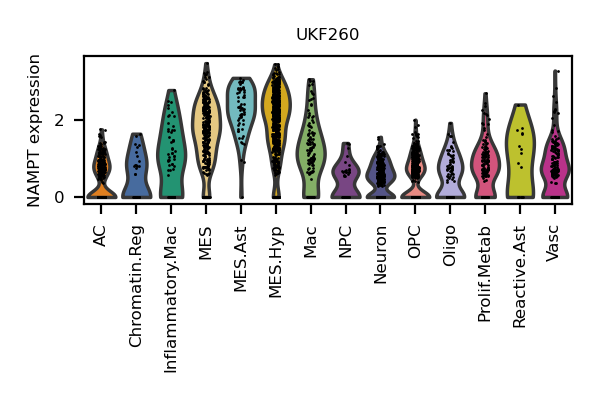 UKF260
NAMPT expression
2
0
AC
Chromatin.Reg
Inflammatory.Mac
MES
MES.Ast
MES.Hyp
Mac
NPC
Neuron
OPC
Oligo
Prolif.Metab
Reactive.Ast
Vasc